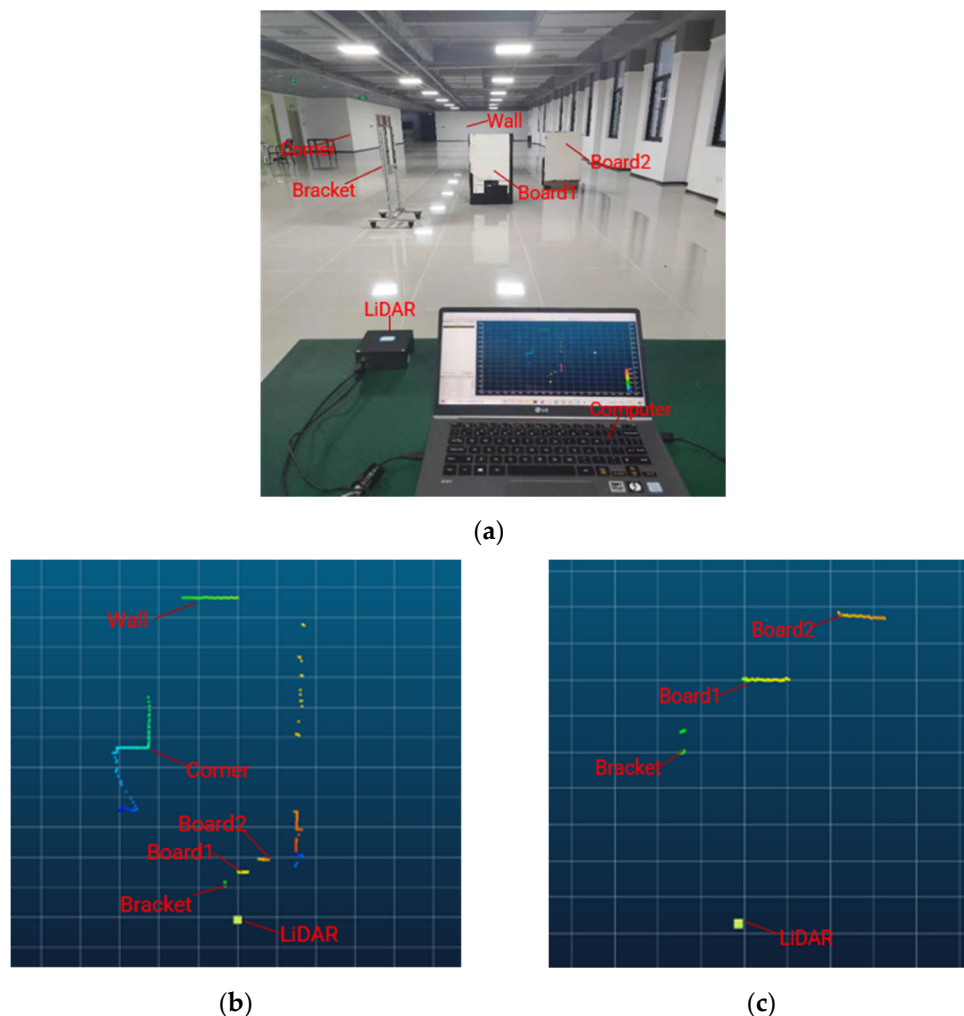 Wall
Corner
Board2
Bracket
Board1
LiDAR
Computer
LG
(a)
Wall
Corner
Board2
Board1
Bracket
LiDAR
Board2
Board1
Bracket
LiDAR
(b)
(c)